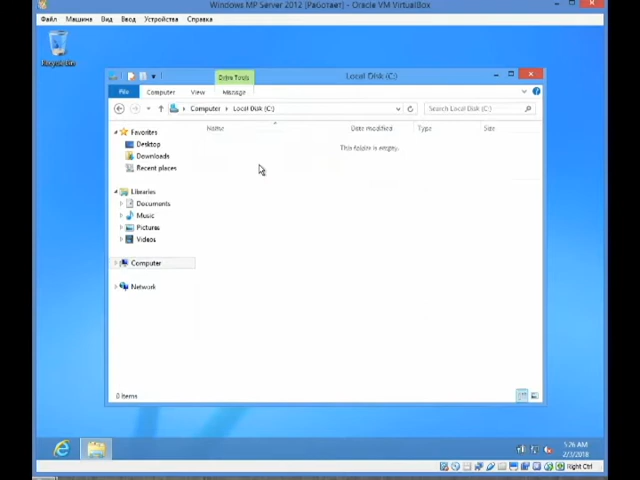 Windows MP Server 2012 [Работает] - Oracle VM VirtualBox
Файл Машина Вид Ввод Устройства Справка
Recycle Bin
Drive Tools
Local Disk (C:)
File Computer View Manage
Computer Local Disk (C:)
Search Local Disk (C:)
Name Date modified Type Size
This folder is empty.
Favorites
Desktop
Downloads
Recent places
Libraries
Documents
Music
Pictures
Videos
Computer
Network
0 items
5:26 AM
2/3/2018
Right Ctrl